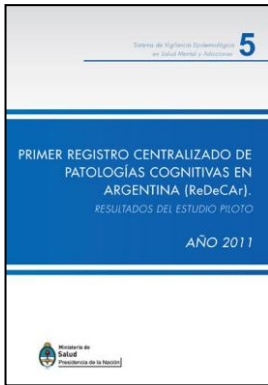 Sistema de Vigilancia Epidemiológica
en Salud Mental y Adicciones
5
PRIMER REGISTRO CENTRALIZADO DE
PATOLOGÍAS COGNITIVAS EN
ARGENTINA (ReDeCAr).
RESULTADOS DEL ESTUDIO PILOTO
AÑO 2011
Ministerio de
Salud
Presidencia de la Nación